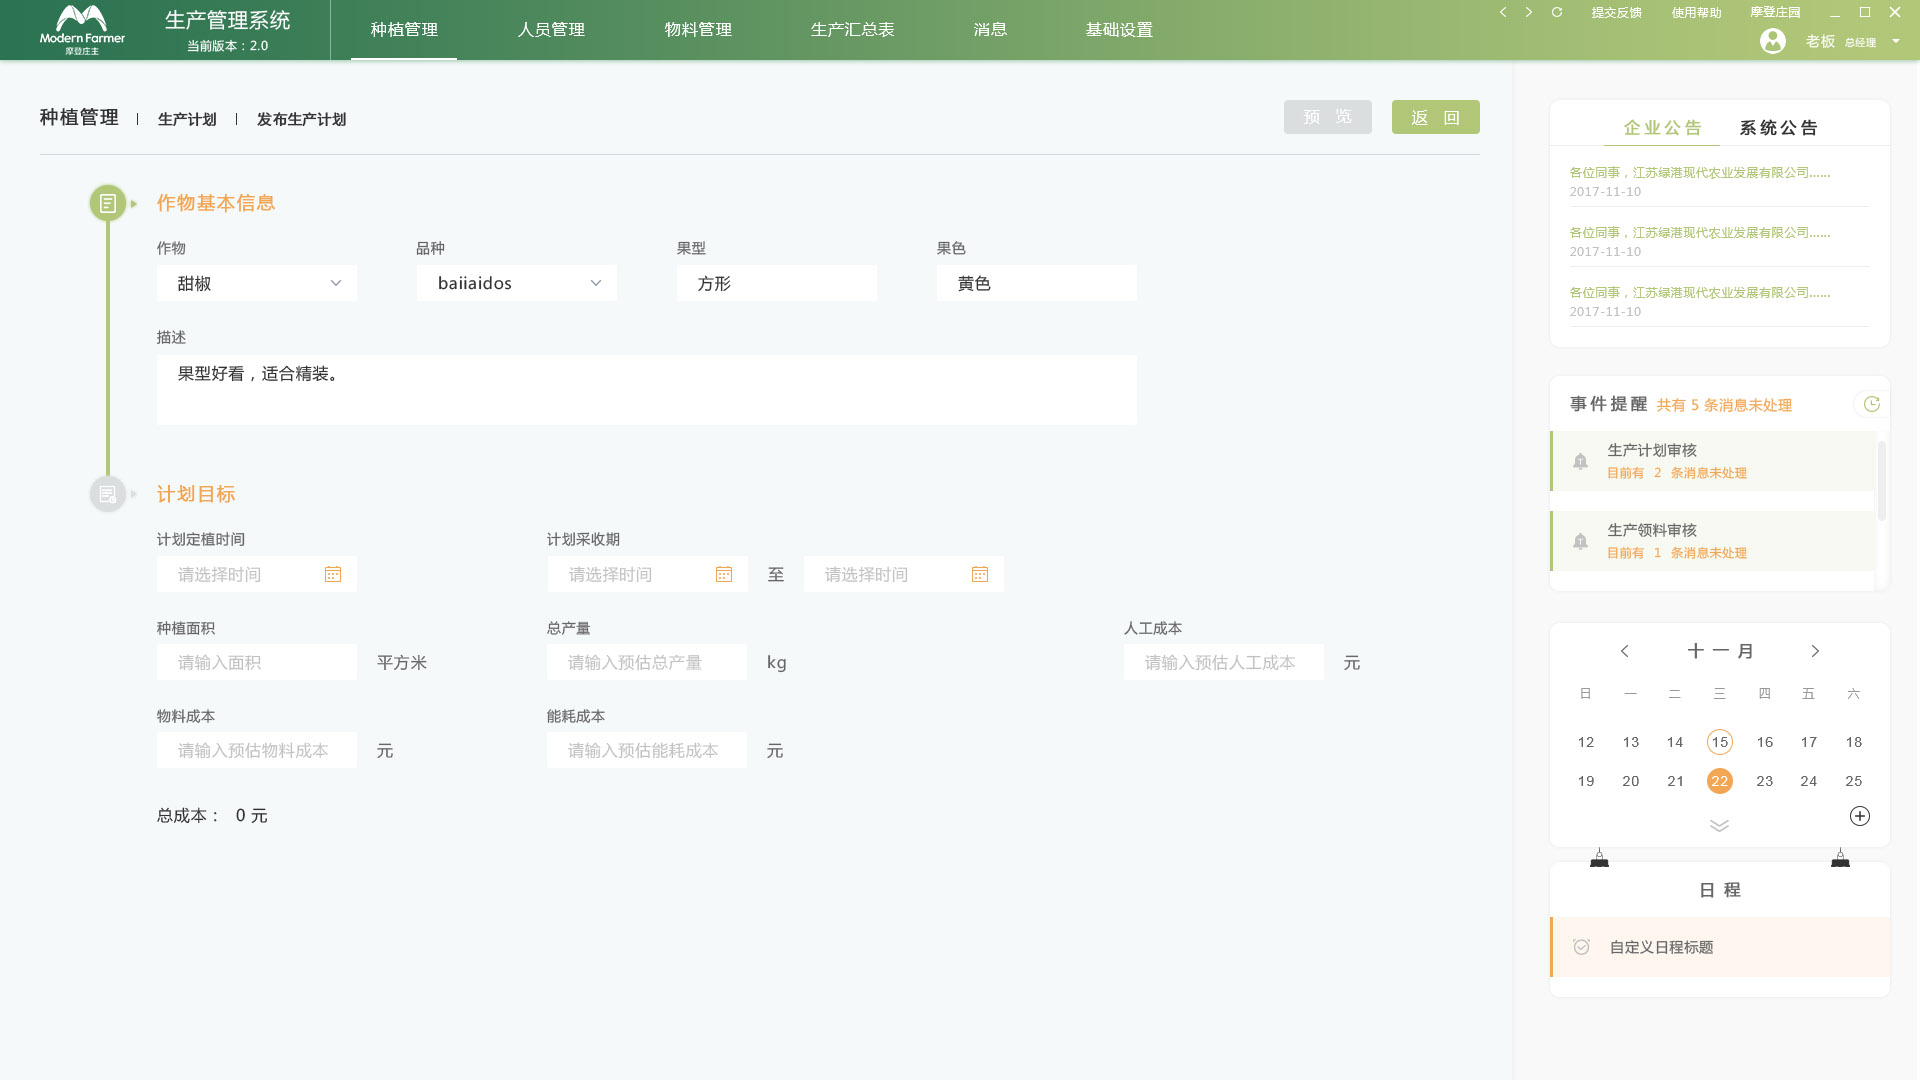 Modern Farmer
摩登庄主
生产管理系统
当前版本：2.0
种植管理 人员管理 物料管理 生产汇总表 消息 基础设置
提交反馈 使用帮助 摩登庄园
老板 总经理
种植管理 | 生产计划 | 发布生产计划
预 览 返 回
作物基本信息
作物 品种 果型 果色
甜椒 baiiaidos 方形 黄色
描述
果型好看，适合精装。
计划目标
计划定植时间 计划采收期
请选择时间 请选择时间 至 请选择时间
种植面积 总产量 人工成本
请输入面积 平方米 请输入预估总产量 kg 请输入预估人工成本 元
物料成本 能耗成本
请输入预估物料成本 元 请输入预估能耗成本 元
总成本： 0 元
企业公告 系统公告
各位同事，江苏绿港现代农业发展有限公司......
2017-11-10
各位同事，江苏绿港现代农业发展有限公司......
2017-11-10
各位同事，江苏绿港现代农业发展有限公司......
2017-11-10
事件提醒 共有 5 条消息未处理
生产计划审核
目前有 2 条消息未处理
生产领料审核
目前有 1 条消息未处理
十一月
日 一 二 三 四 五 六
12 13 14 15 16 17 18
19 20 21 22 23 24 25
日 程
自定义日程标题